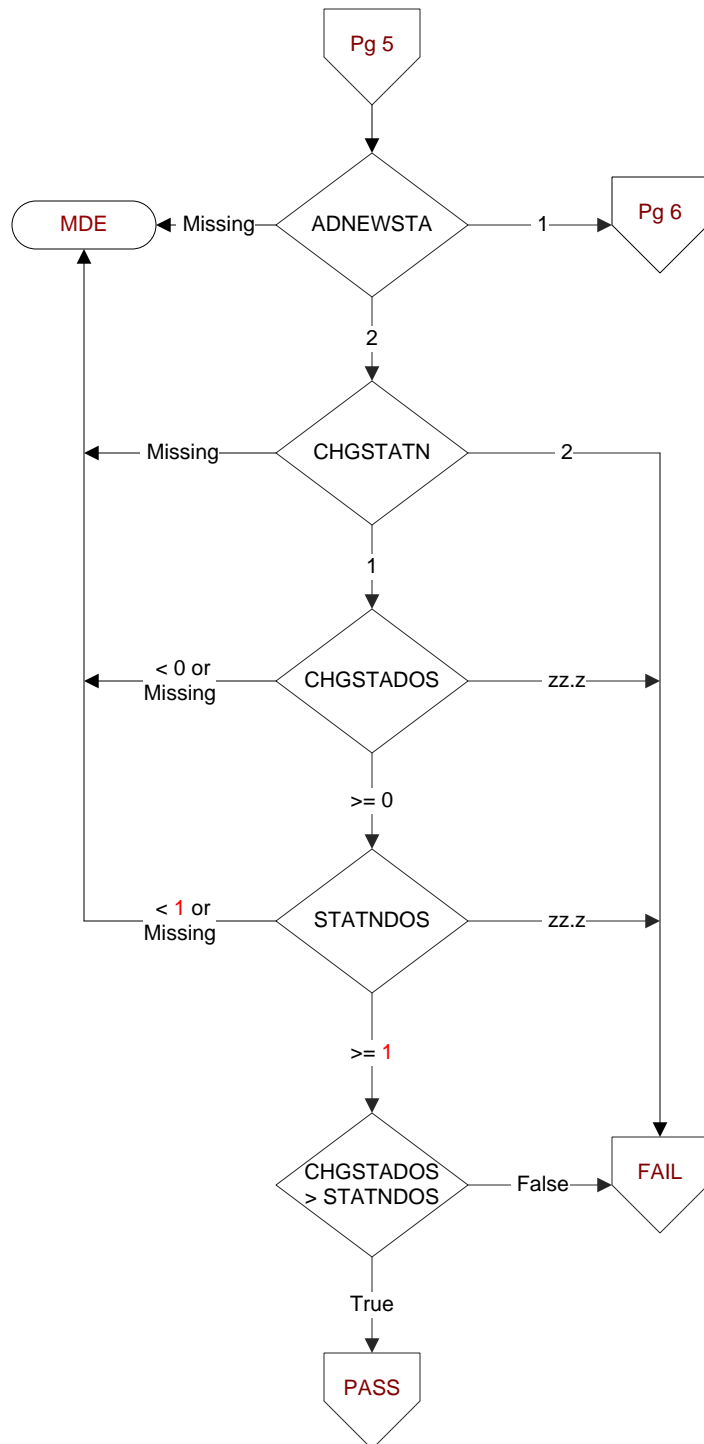 Pg 5
MDE
Missing
ADNEWSTA
1
Pg 6
2
Missing
CHGSTATN
2
1
< 0 or
Missing
CHGSTADOS
zz.z
>= 0
< 1 or
Missing
STATNDOS
zz.z
>= 1
CHGSTADOS
> STATNDOS
False
FAIL
True
PASS